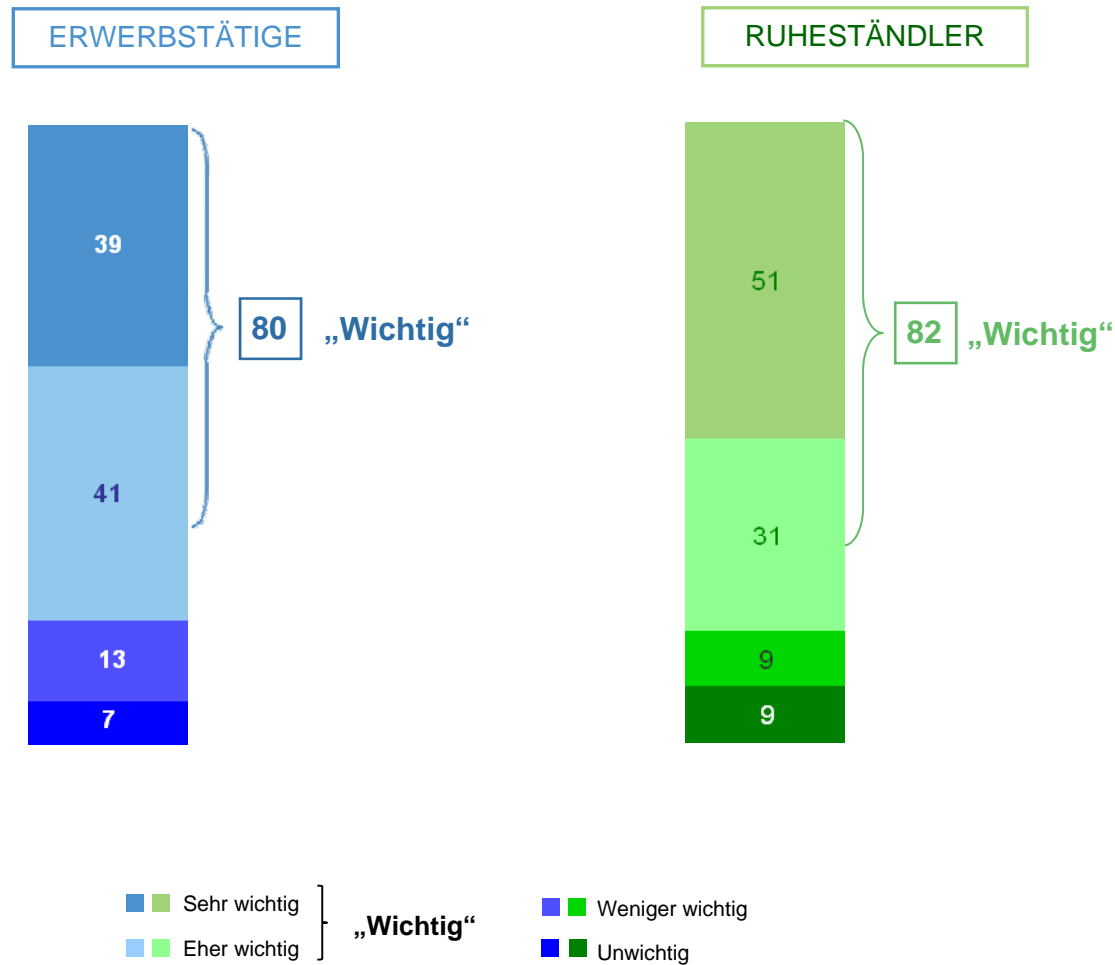 ERWERBSTÄTIGE
RUHESTÄNDLER
39
41
13
7
80 „Wichtig“
51
31
9
9
82 „Wichtig“
Sehr wichtig
Eher wichtig
„Wichtig“
Weniger wichtig
Unwichtig